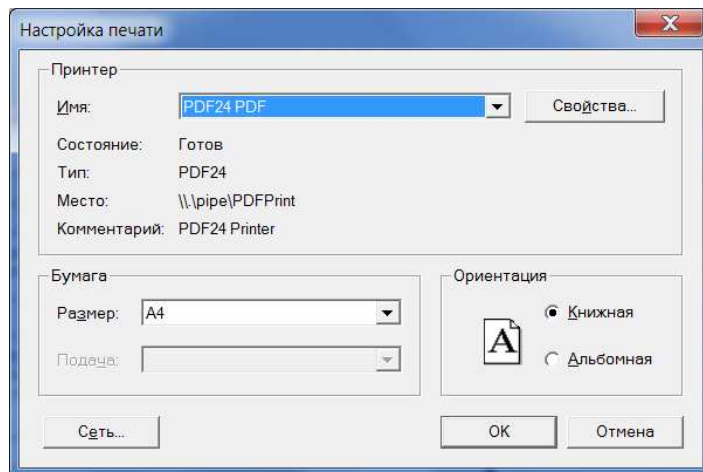 Настройка печати
Принтер
Имя: PDF24 PDF Свойства...
Состояние: Готов
Тип: PDF24
Место: \\.\pipe\PDFPrint
Комментарий: PDF24 Printer
Бумага
Размер: A4
Подача:
Ориентация
A
Книжная
Альбомная
Сеть... OK Отмена